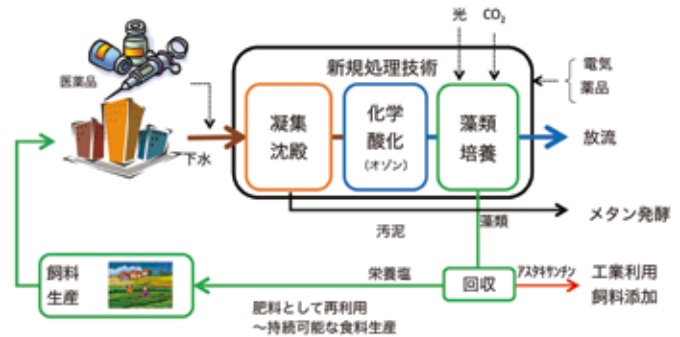 光 CO₂
新規処理技術
電気
薬品
医薬品
凝集
沈殿
化学
酸化
(オゾン)
藻類
培養
下水
放流
メタン発酵
汚泥
藻類
飼料
生産
栄養塩
回収
アスタキサンチン
工業利用
飼料添加
肥料として再利用
〜持続可能な食料生産